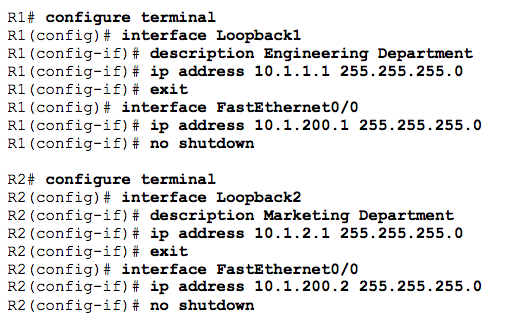 R1# configure terminal
R1(config)# interface Loopback1
R1(config-if)# description Engineering Department
R1(config-if)# ip address 10.1.1.1 255.255.255.0
R1(config-if)# exit
R1(config)# interface FastEthernet0/0
R1(config-if)# ip address 10.1.200.1 255.255.255.0
R1(config-if)# no shutdown
R2# configure terminal
R2(config)# interface Loopback2
R2(config-if)# description Marketing Department
R2(config-if)# ip address 10.1.2.1 255.255.255.0
R2(config-if)# exit
R2(config)# interface FastEthernet0/0
R2(config-if)# ip address 10.1.200.2 255.255.255.0
R2(config-if)# no shutdown